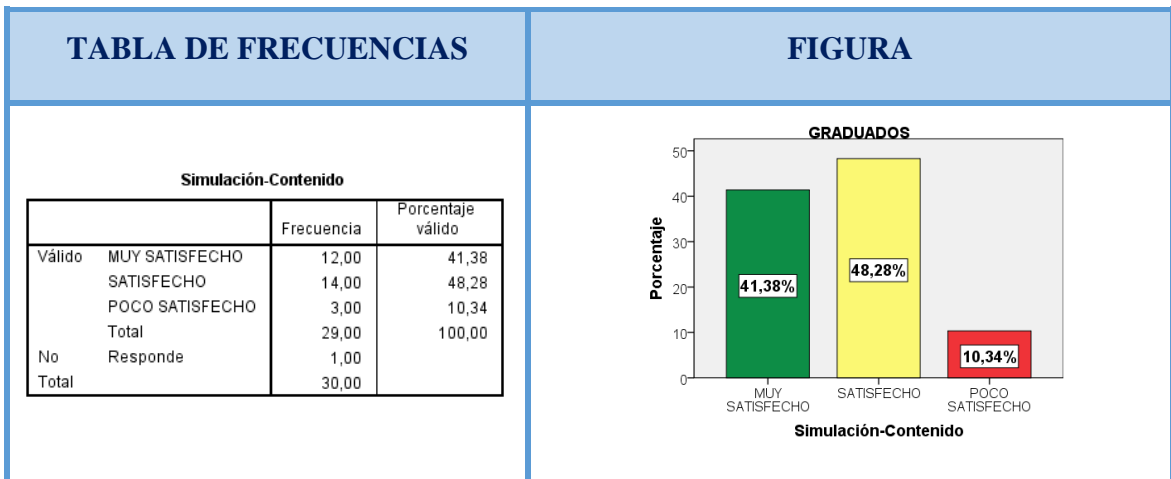 TABLA DE FRECUENCIAS
FIGURA
Simulación-Contenido
Frecuencia Porcentaje
válido
Válido MUY SATISFECHO 12,00 41,38
SATISFECHO 14,00 48,28
POCO SATISFECHO 3,00 10,34
Total 29,00 100,00
No Responde 1,00
Total 30,00
GRADUADOS
Porcentaje
50
40
30
20
10
0
41,38%
48,28%
10,34%
MUY
SATISFECHO
SATISFECHO
POCO
SATISFECHO
Simulación-Contenido